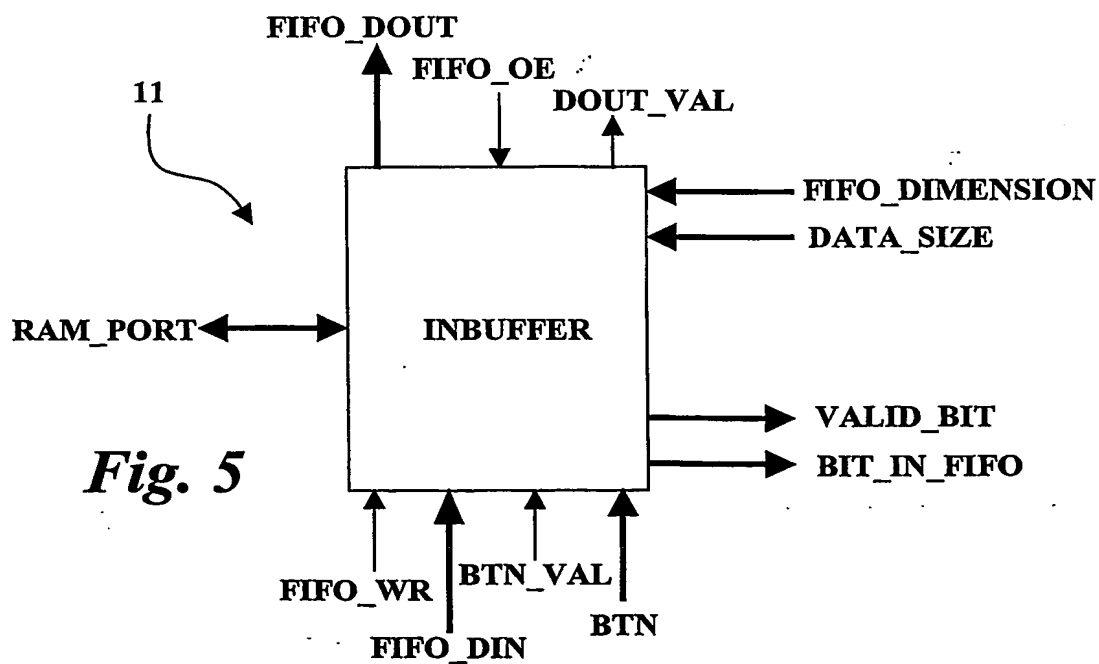 FIFO_DOUT
FIFO_OE
11
DOUT_VAL
FIFO_DIMENSION
DATA_SIZE
RAM_PORT
INBUFFER
VALID_BIT
Fig. 5
BIT_IN_FIFO
FIFO_WR
BTN_VAL
FIFO_DIN
BTN